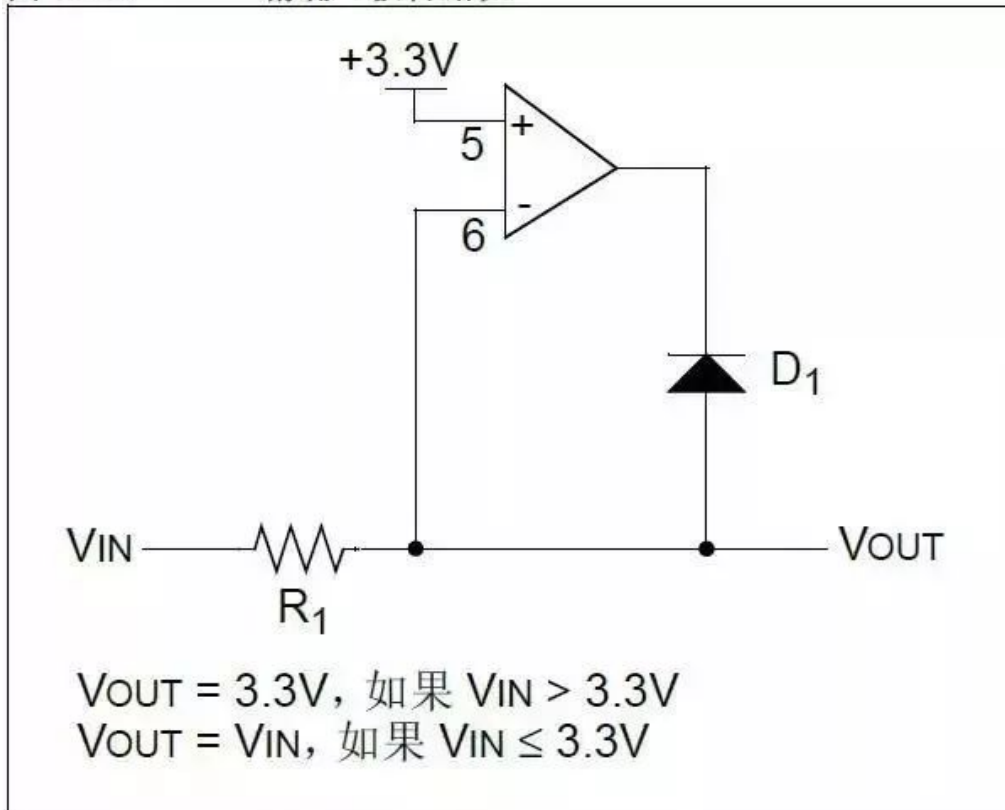 +3.3V
5
+
-
6
D1
VIN
R1
VOUT
VOUT = 3.3V, 如果 VIN > 3.3V
VOUT = VIN, 如果 VIN ≤ 3.3V